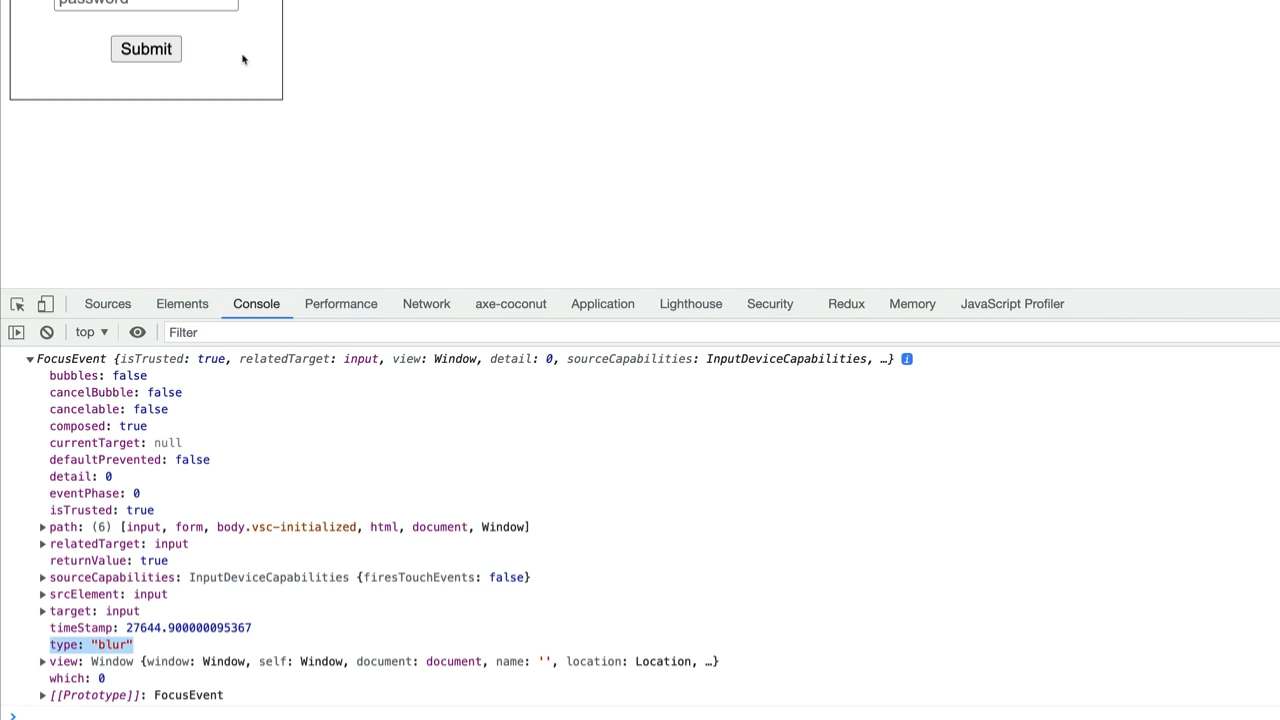 password
Submit
Sources Elements Console Performance Network axe-coconut Application Lighthouse Security Redux Memory JavaScript Profiler
top ▼ Filter
▼FocusEvent {isTrusted: true, relatedTarget: input, view: Window, detail: 0, sourceCapabilities: InputDeviceCapabilities, …} i
bubbles: false
cancelBubble: false
cancelable: false
composed: true
currentTarget: null
defaultPrevented: false
detail: 0
eventPhase: 0
isTrusted: true
▶path: (6) [input, form, body.vsc-initialized, html, document, Window]
▶relatedTarget: input
returnValue: true
▶sourceCapabilities: InputDeviceCapabilities {firesTouchEvents: false}
▶srcElement: input
▶target: input
timeStamp: 27644.900000095367
type: "blur"
▶view: Window {window: Window, self: Window, document: document, name: '', location: Location, …}
which: 0
▶[[Prototype]]: FocusEvent
>